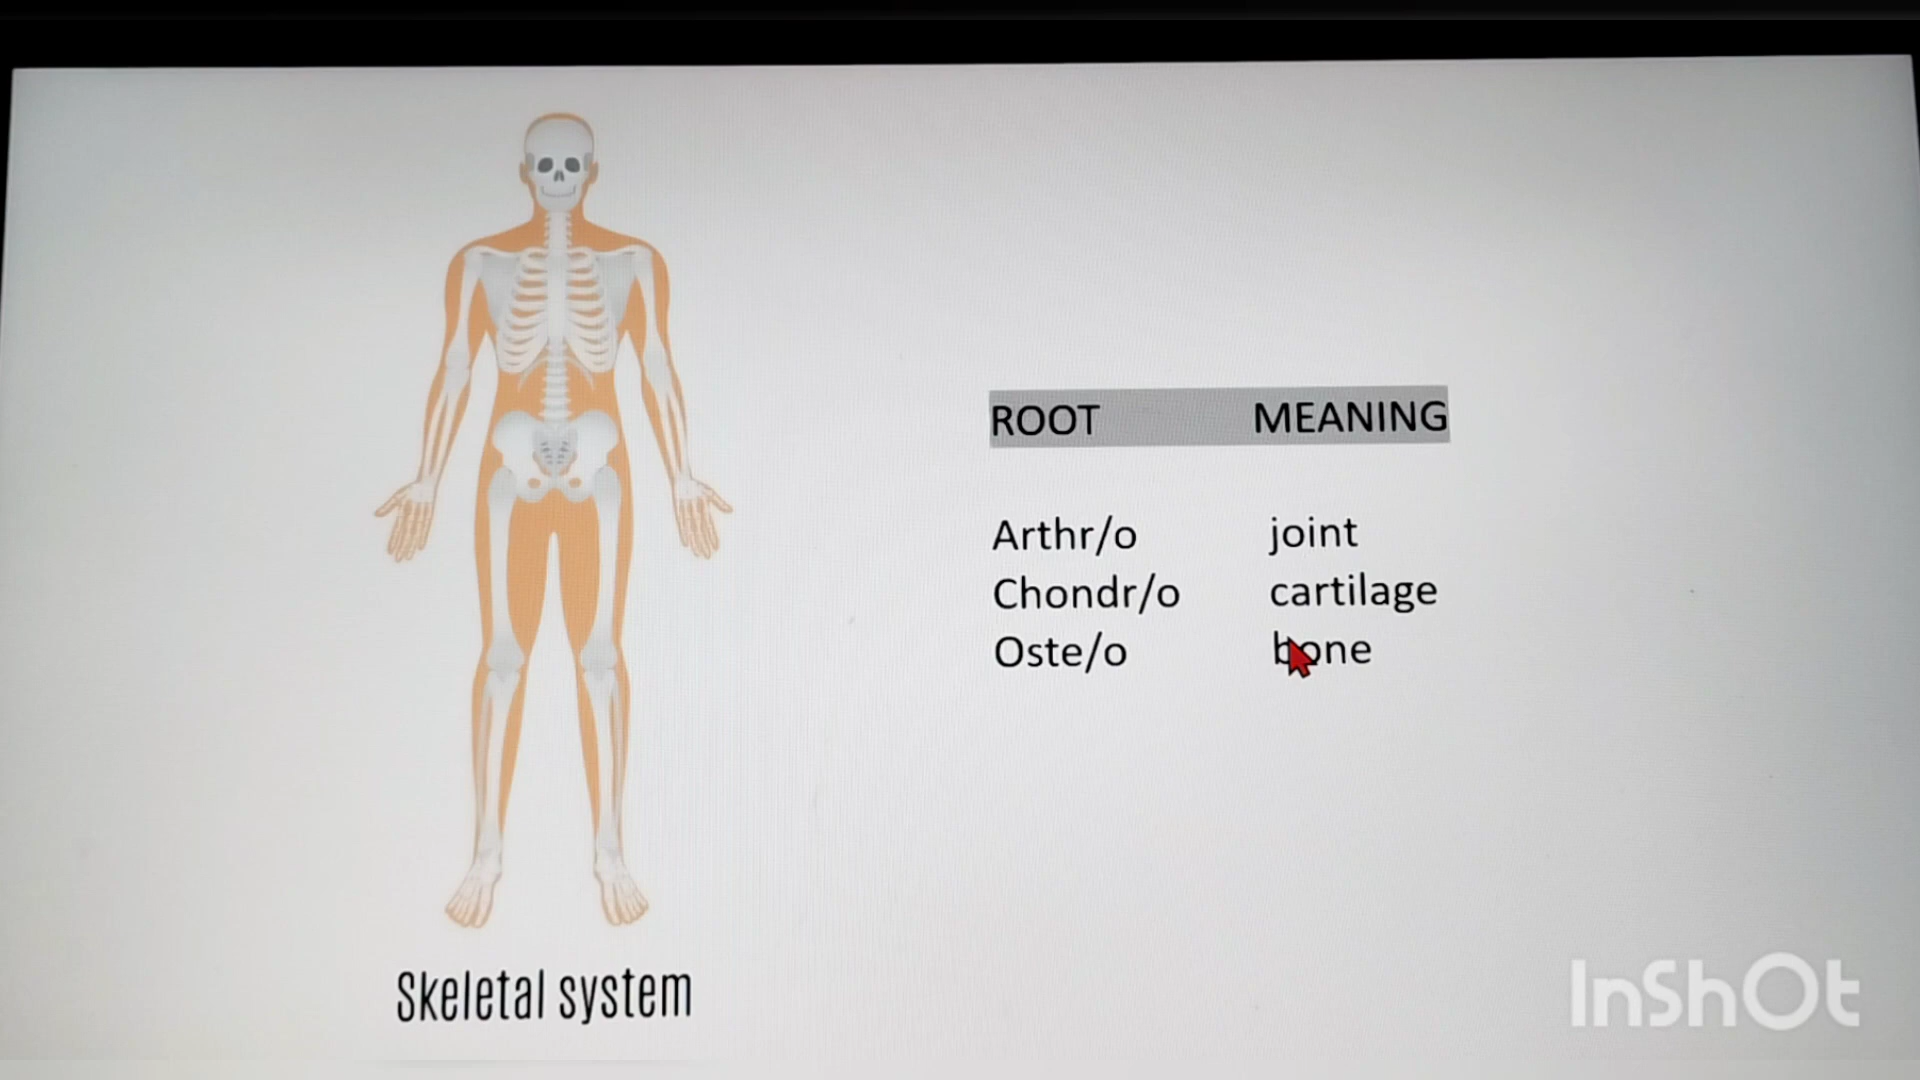 ROOT MEANING
Arthr/o joint
Chondr/o cartilage
Oste/o bone
Skeletal system
InShOt